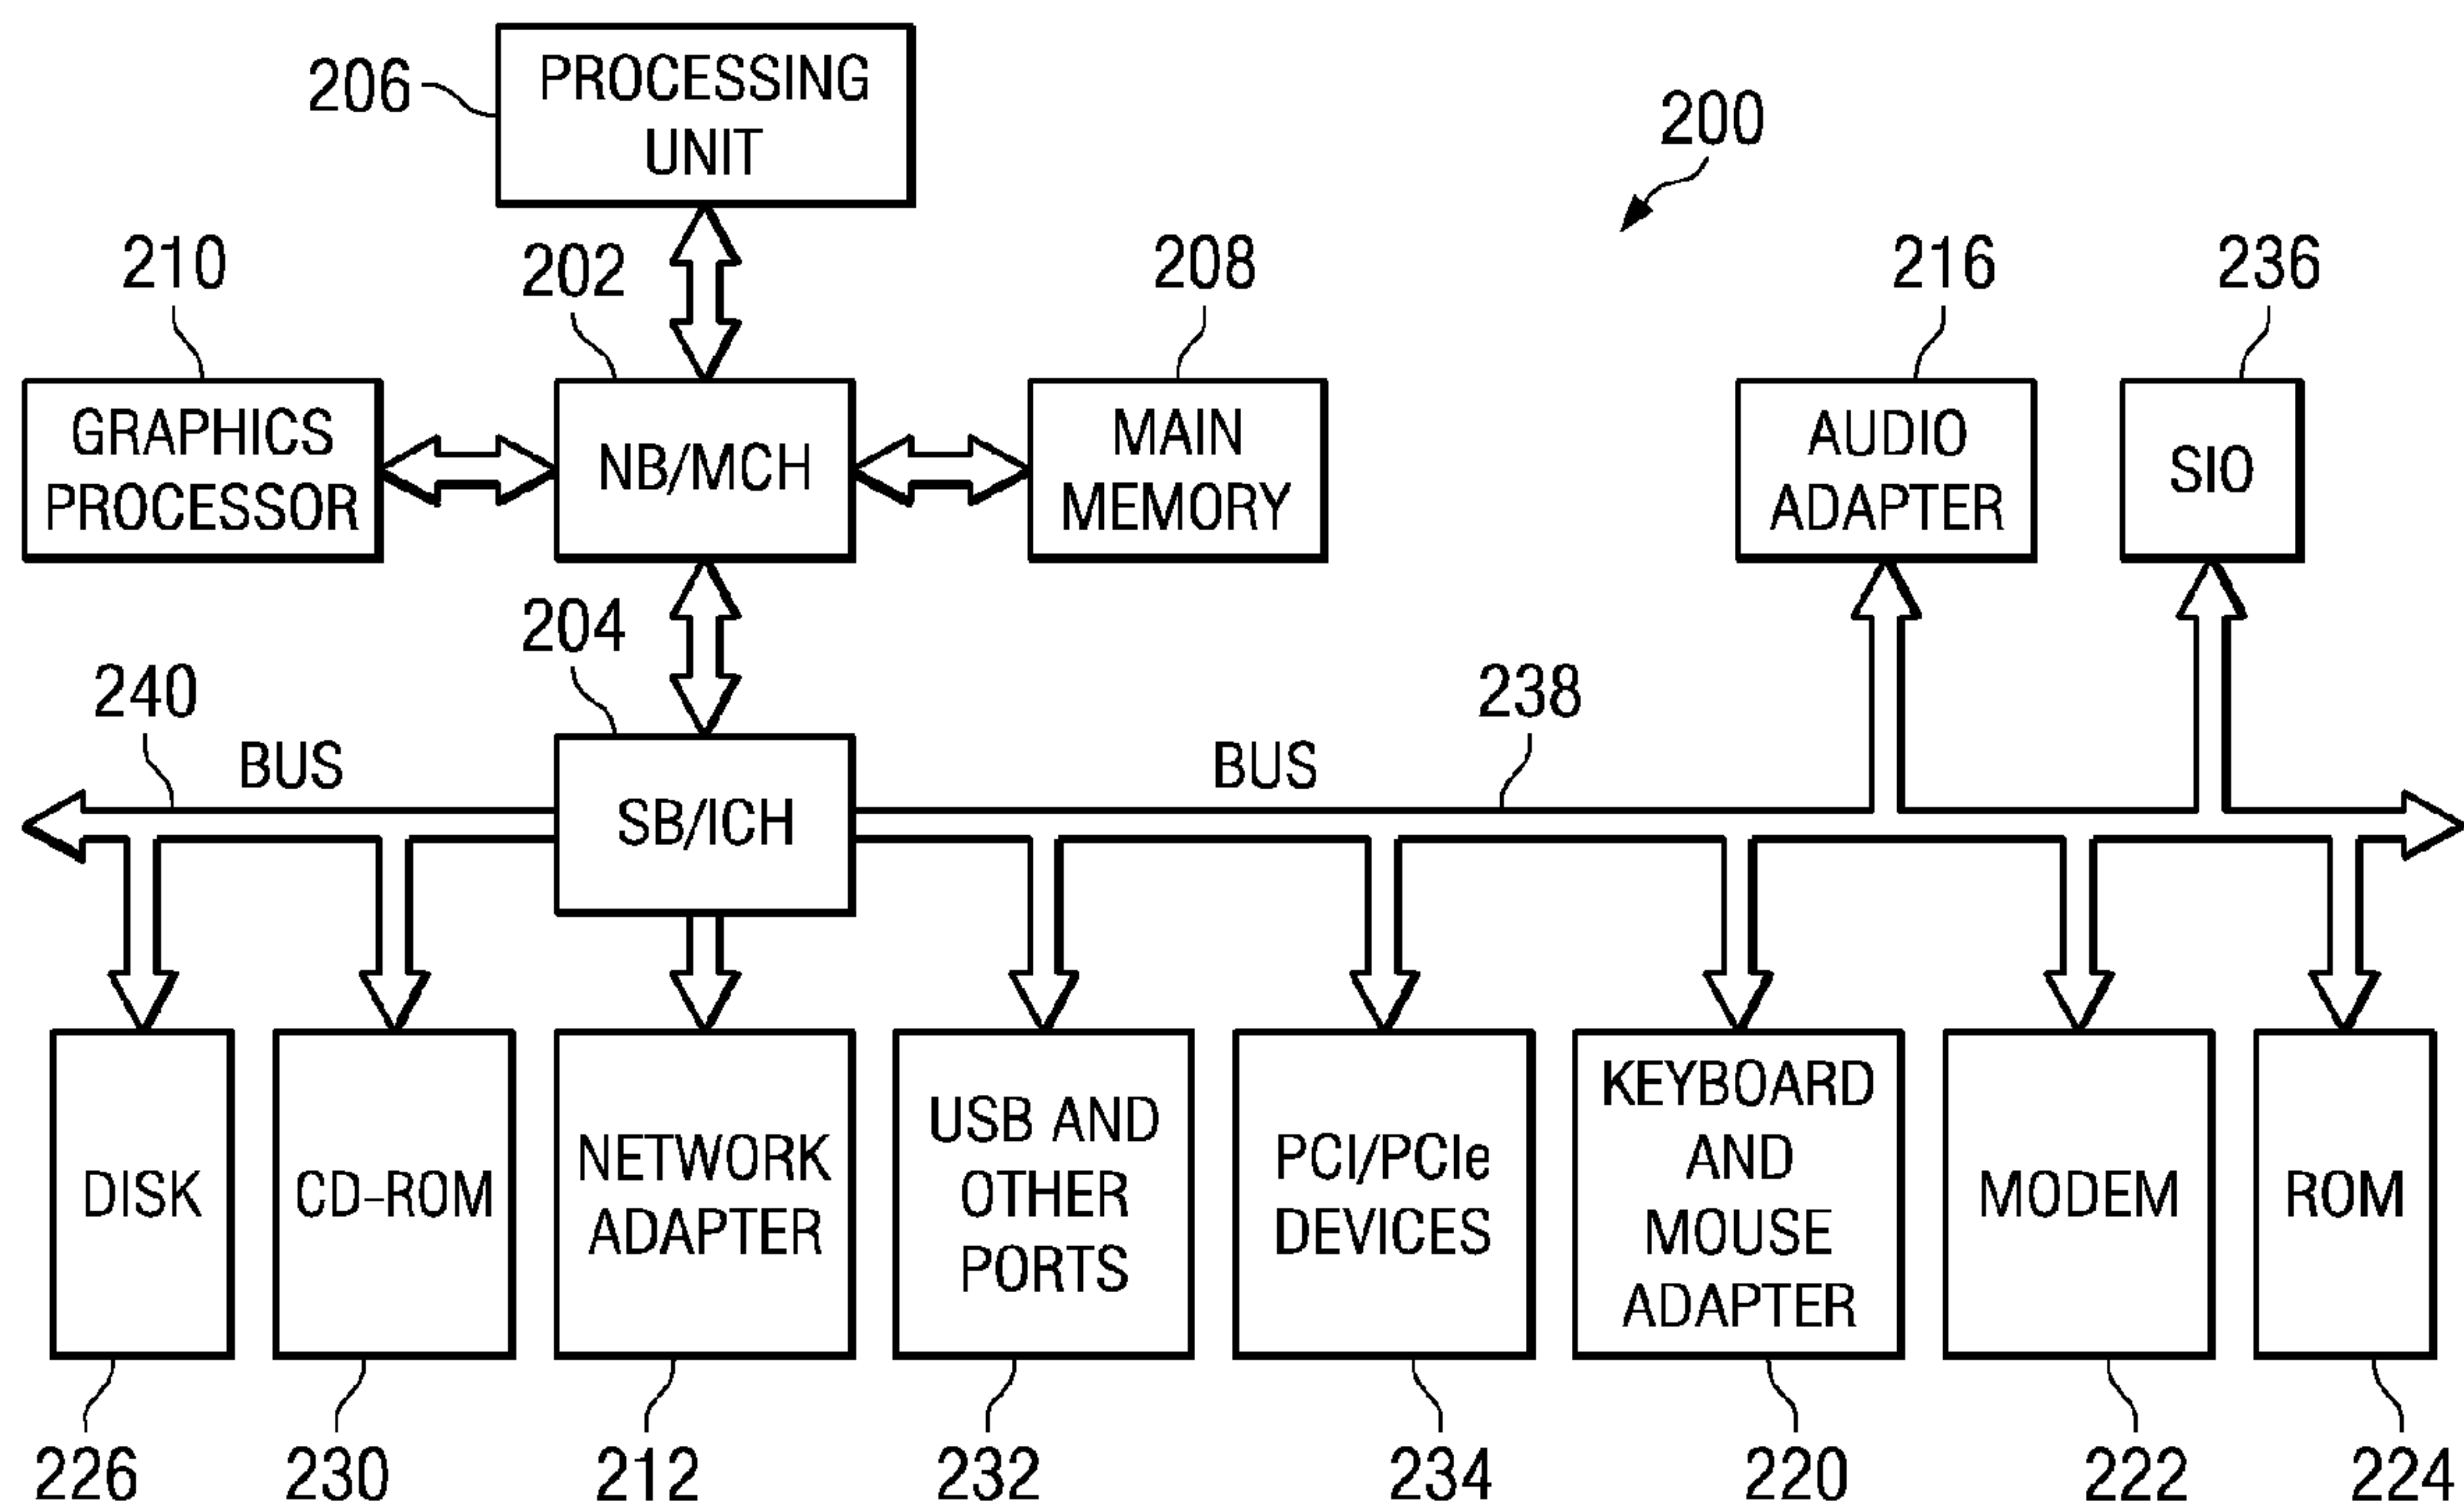 206
PROCESSING
UNIT
200
210
202
208
216
236
GRAPHICS
PROCESSOR
NB/MCH
MAIN
MEMORY
AUDIO
ADAPTER
SIO
204
240
238
BUS
BUS
SB/ICH
DISK
CD-ROM
NETWORK
ADAPTER
USB AND
OTHER
PORTS
PCI/PCIe
DEVICES
KEYBOARD
AND
MOUSE
ADAPTER
MODEM
ROM
226
230
212
232
234
220
222
224